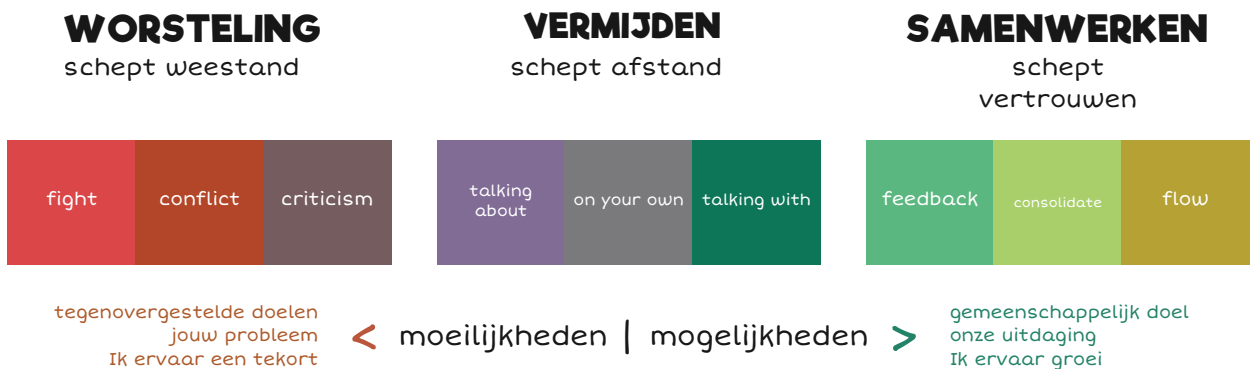 WORSTELING
schept weestand
VERMIJDEN
schept afstand
SAMENWERKEN
schept
vertrouwen
fight
conflict
criticism
talking
about
on your own
talking with
feedback
consolidate
flow
tegenovergestelde doelen
jouw probleem
Ik ervaar een tekort
< moeilijkheden | mogelijkheden >
gemeenschappelijk doel
onze uitdaging
Ik ervaar groei